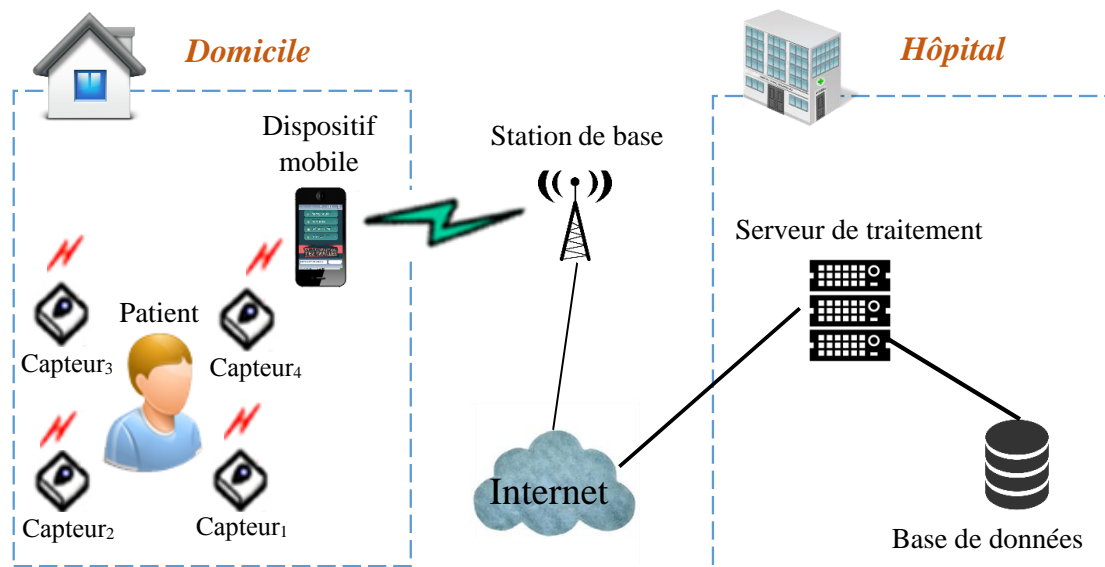 Domicile
Hôpital
Dispositif
mobile
Station de base
Serveur de traitement
Patient
Capteur₃
Capteur₄
Capteur₂
Capteur₁
Internet
Base de données